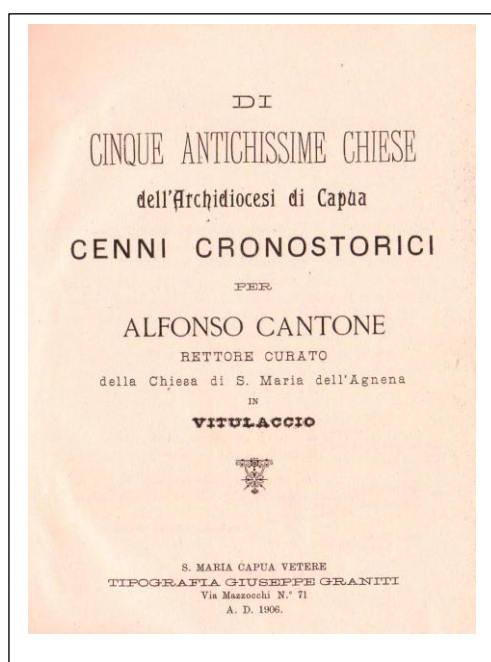 DI
CINQUE ANTICHISSIME CHIESE
dell'Archidiocesi di Capua
CENNI CRONOSTORICI
PER
ALFONSO CANTONE
RETTORE CURATO
della Chiesa di S. Maria dell'Agnena
IN
VITULACCIO
S. MARIA CAPUA VETERE
TIPOGRAFIA GIUSEPPE GRANITI
Via Mazzocchi N.º 71
A. D. 1906.